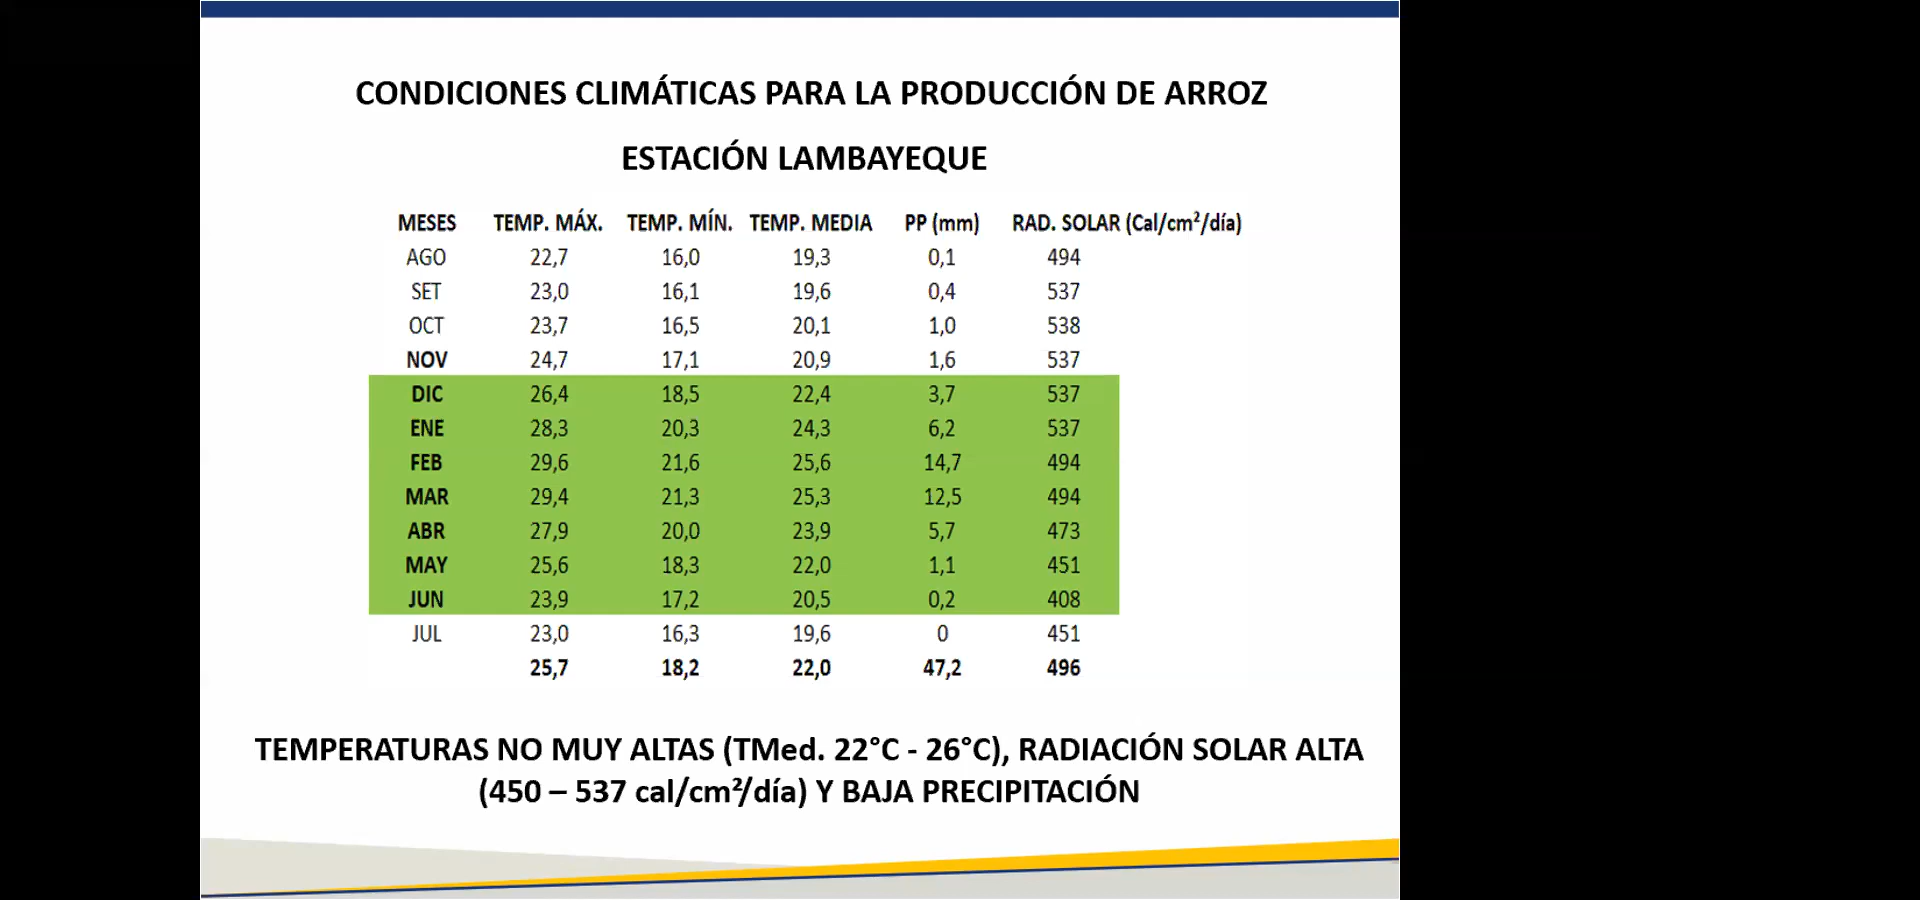 CONDICIONES CLIMÁTICAS PARA LA PRODUCCIÓN DE ARROZ
ESTACIÓN LAMBAYEQUE
MESES TEMP. MÁX. TEMP. MÍN. TEMP. MEDIA PP (mm) RAD. SOLAR (Cal/cm²/día)
AGO 22,7 16,0 19,3 0,1 494
SET 23,0 16,1 19,6 0,4 537
OCT 23,7 16,5 20,1 1,0 538
NOV 24,7 17,1 20,9 1,6 537
DIC 26,4 18,5 22,4 3,7 537
ENE 28,3 20,3 24,3 6,2 537
FEB 29,6 21,6 25,6 14,7 494
MAR 29,4 21,3 25,3 12,5 494
ABR 27,9 20,0 23,9 5,7 473
MAY 25,6 18,3 22,0 1,1 451
JUN 23,9 17,2 20,5 0,2 408
JUL 23,0 16,3 19,6 0 451
25,7 18,2 22,0 47,2 496
TEMPERATURAS NO MUY ALTAS (TMed. 22°C - 26°C), RADIACIÓN SOLAR ALTA
(450 – 537 cal/cm²/día) Y BAJA PRECIPITACIÓN